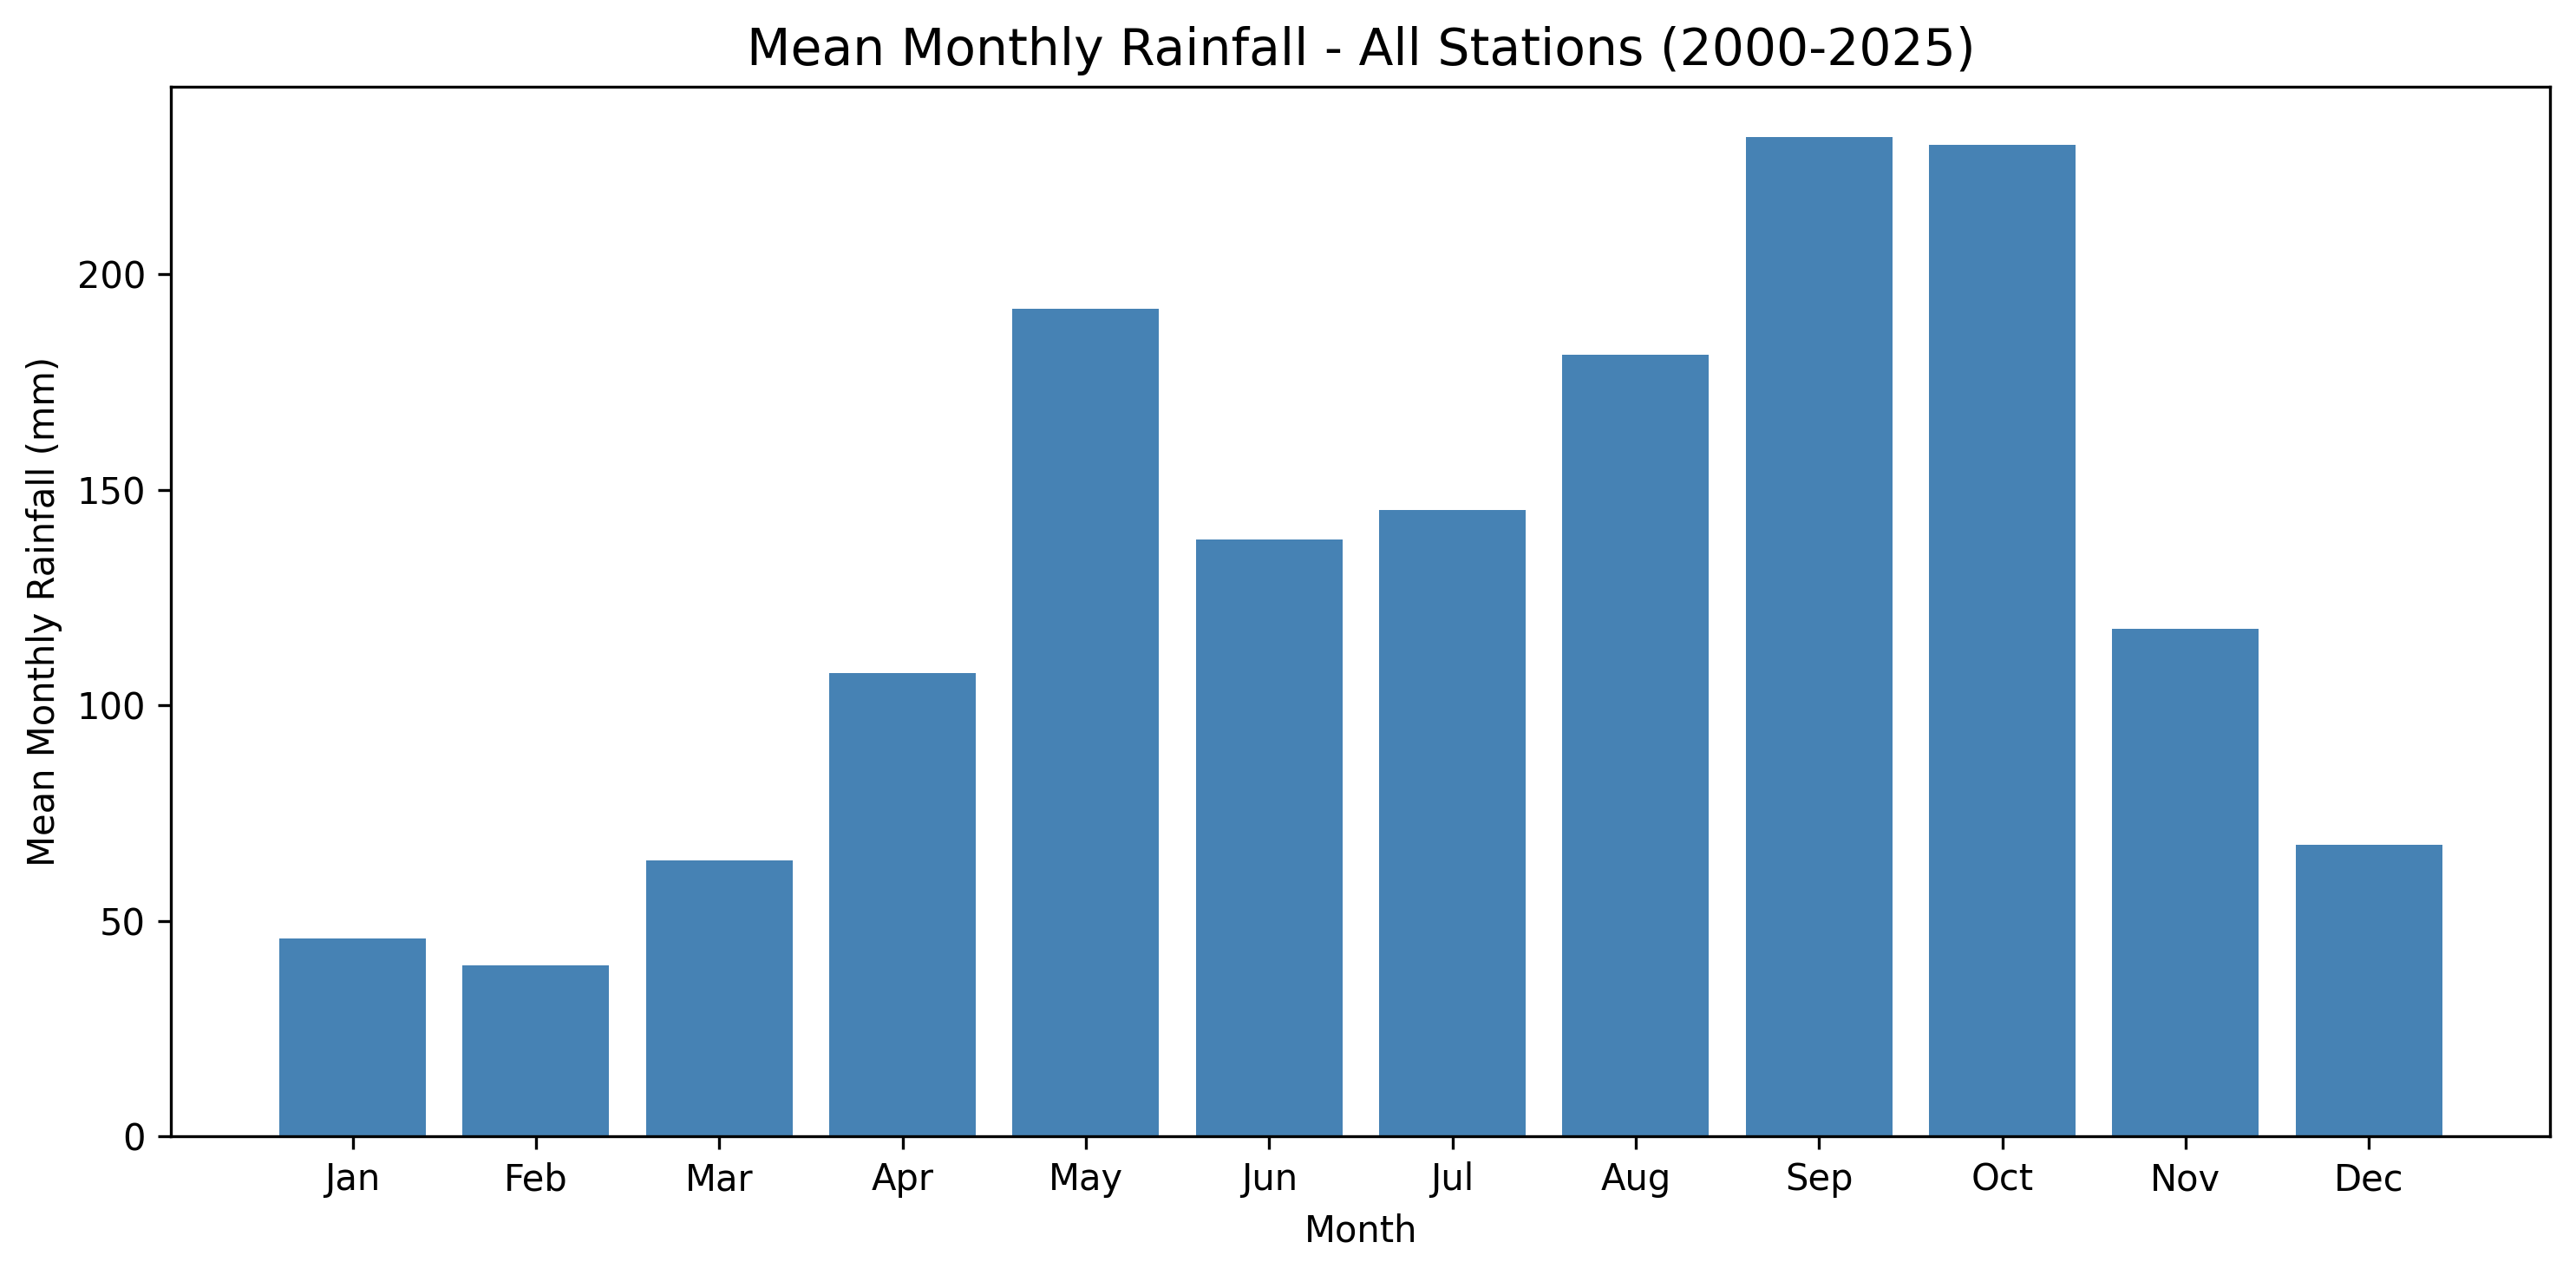 Mean Monthly Rainfall - All Stations (2000-2025)
Mean Monthly Rainfall (mm)
200
150
100
50
0
Jan Feb Mar Apr May Jun Jul Aug Sep Oct Nov Dec
Month